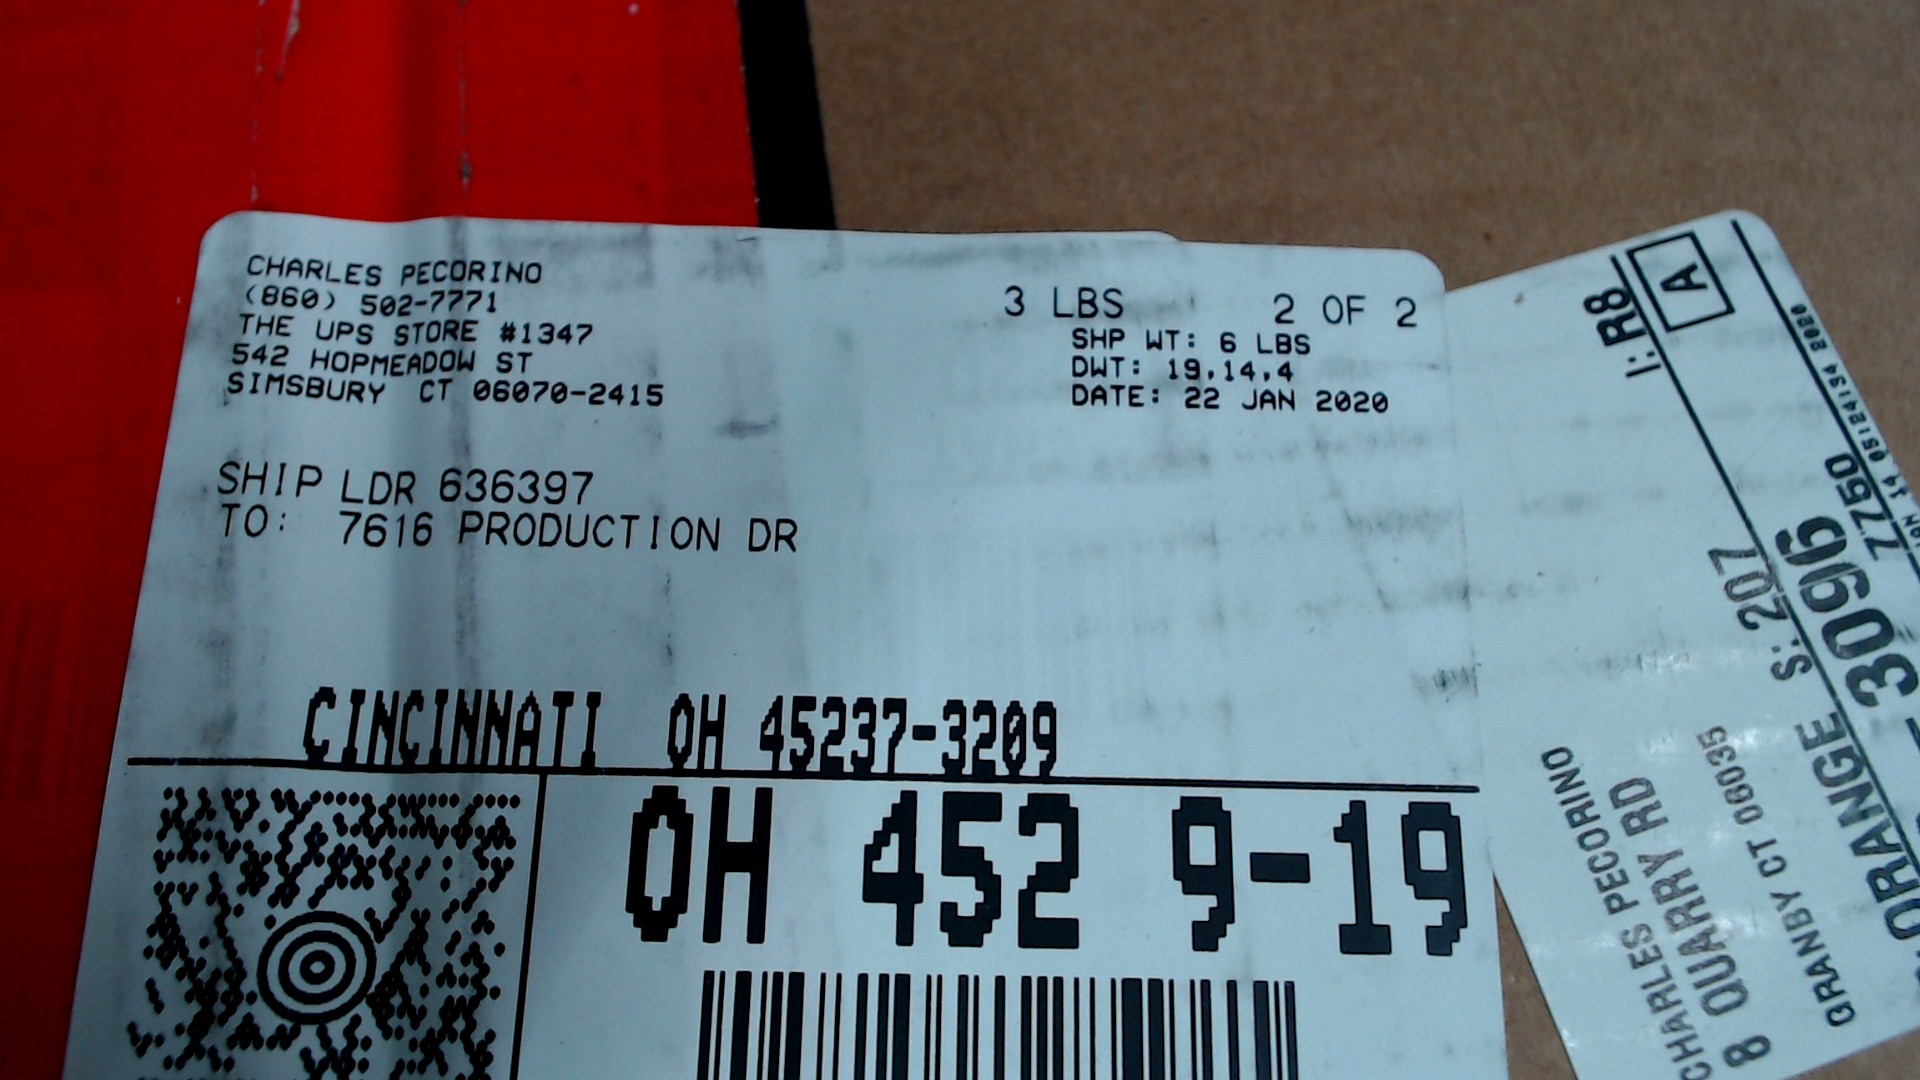 CHARLES PECORINO
(860) 502-7771
THE UPS STORE #1347
542 HOPMEADOW ST
SIMSBURY CT 06070-2415
3 LBS 2 OF 2
SHP WT: 6 LBS
DWT: 19,14,4
DATE: 22 JAN 2020
SHIP LDR 636397
TO: 7616 PRODUCTION DR
CINCINNATI OH 45237-3209
OH 452 9-19
A
I: R8
7750
S: 207
3096
ORANGE
CHARLES PECORINO
8 QUARRY RD
GRANBY CT 06035